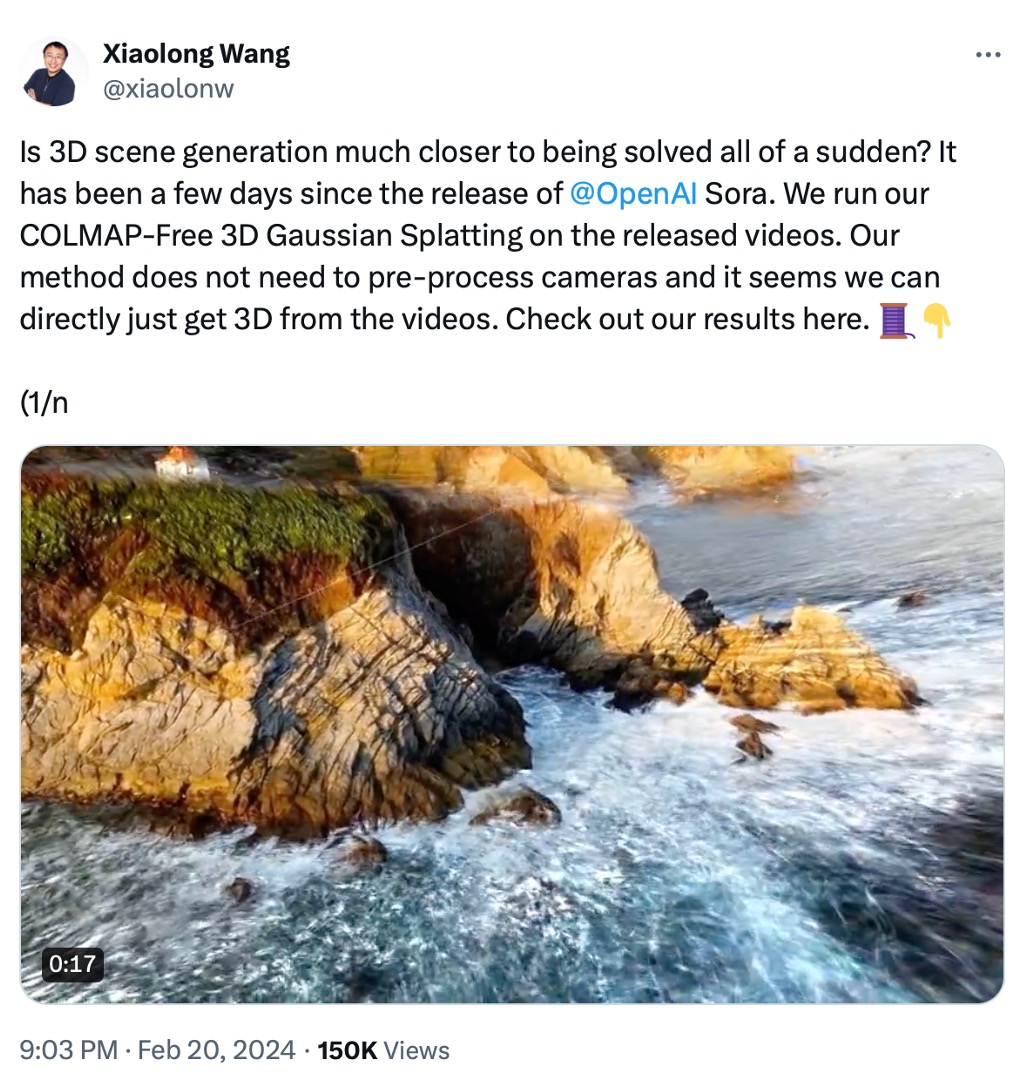 Xiaolong Wang
@xiaolonw
Is 3D scene generation much closer to being solved all of a sudden? It
has been a few days since the release of @OpenAI Sora. We run our
COLMAP-Free 3D Gaussian Splatting on the released videos. Our
method does not need to pre-process cameras and it seems we can
directly just get 3D from the videos. Check out our results here. 🧵👇
(1/n
0:17
9:03 PM · Feb 20, 2024 · 150K Views